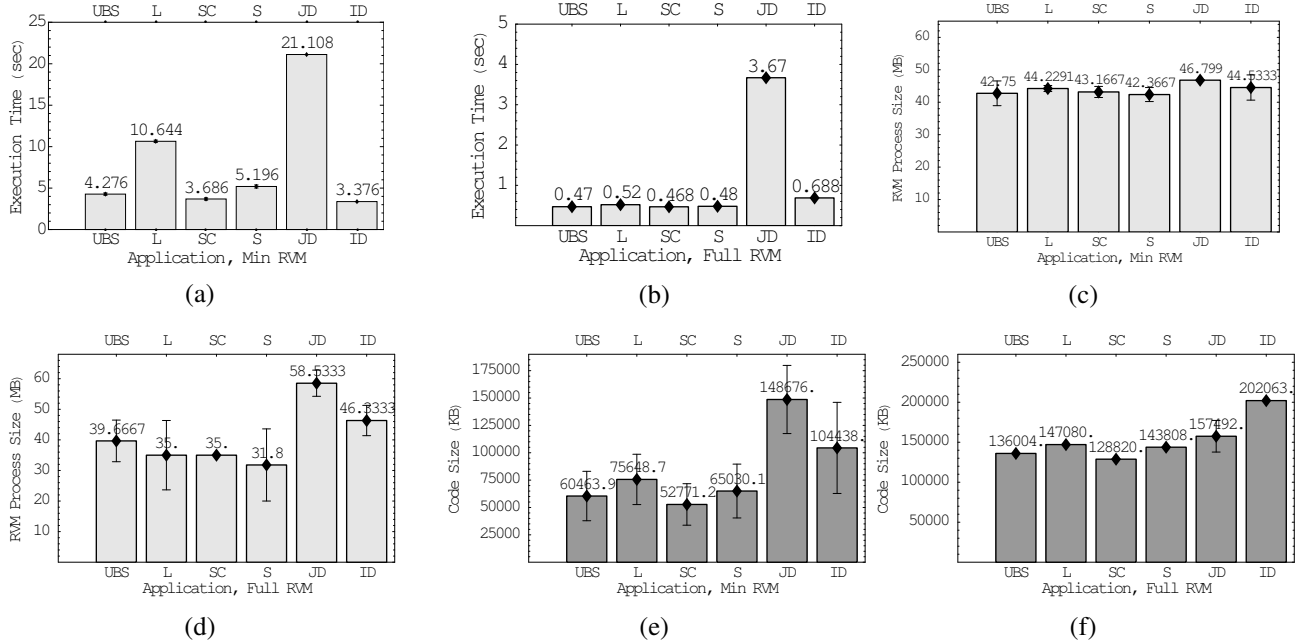 UBS L SC S JD ID
25
20
15
10
5
0
Execution Time (sec)
4.276 10.644 3.686 5.196 21.108 3.376
UBS L SC S JD ID
Application, Min RVM
(a)
UBS L SC S JD ID
5
4
3
2
1
Execution Time (sec)
0.47 0.52 0.468 0.48 3.67 0.688
UBS L SC S JD ID
Application, Full RVM
(b)
UBS L SC S JD ID
60
50
40
30
20
10
RVM Process Size (MB)
42.75 44.2291 43.1667 42.3667 46.799 44.5333
UBS L SC S JD ID
Application, Min RVM
(c)
UBS L SC S JD ID
60
50
40
30
20
10
RVM Process Size (MB)
39.6667 35. 35. 31.8 58.5333 46.3333
UBS L SC S JD ID
Application, Full RVM
(d)
UBS L SC S JD ID
175000
150000
125000
100000
75000
50000
25000
Code Size (KB)
60463.9 75648.7 52771.2 65030.1 148676. 104438.
UBS L SC S JD ID
Application, Min RVM
(e)
UBS L SC S JD ID
250000
200000
150000
100000
50000
Code Size (KB)
136004. 147080. 128820. 143808. 157492. 202063.
UBS L SC S JD ID
Application, Full RVM
(f)